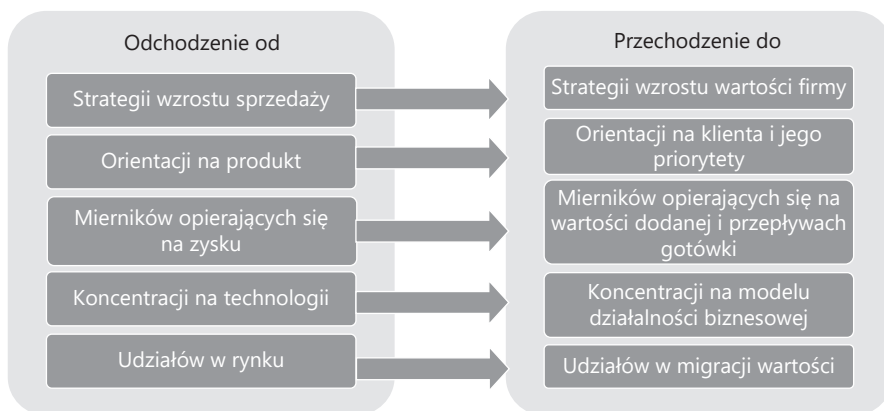 Odchodzenie od
Strategii wzrostu sprzedaży
Orientacji na produkt
Mierników opierających się
na zysku
Koncentracji na technologii
Udziałów w rynku
Przechodzenie do
Strategii wzrostu wartości firmy
Orientacji na klienta i jego
priorytety
Mierników opierających się na
wartości dodanej i przepływach
gotówki
Koncentracji na modelu
działalności biznesowej
Udziałów w migracji wartości